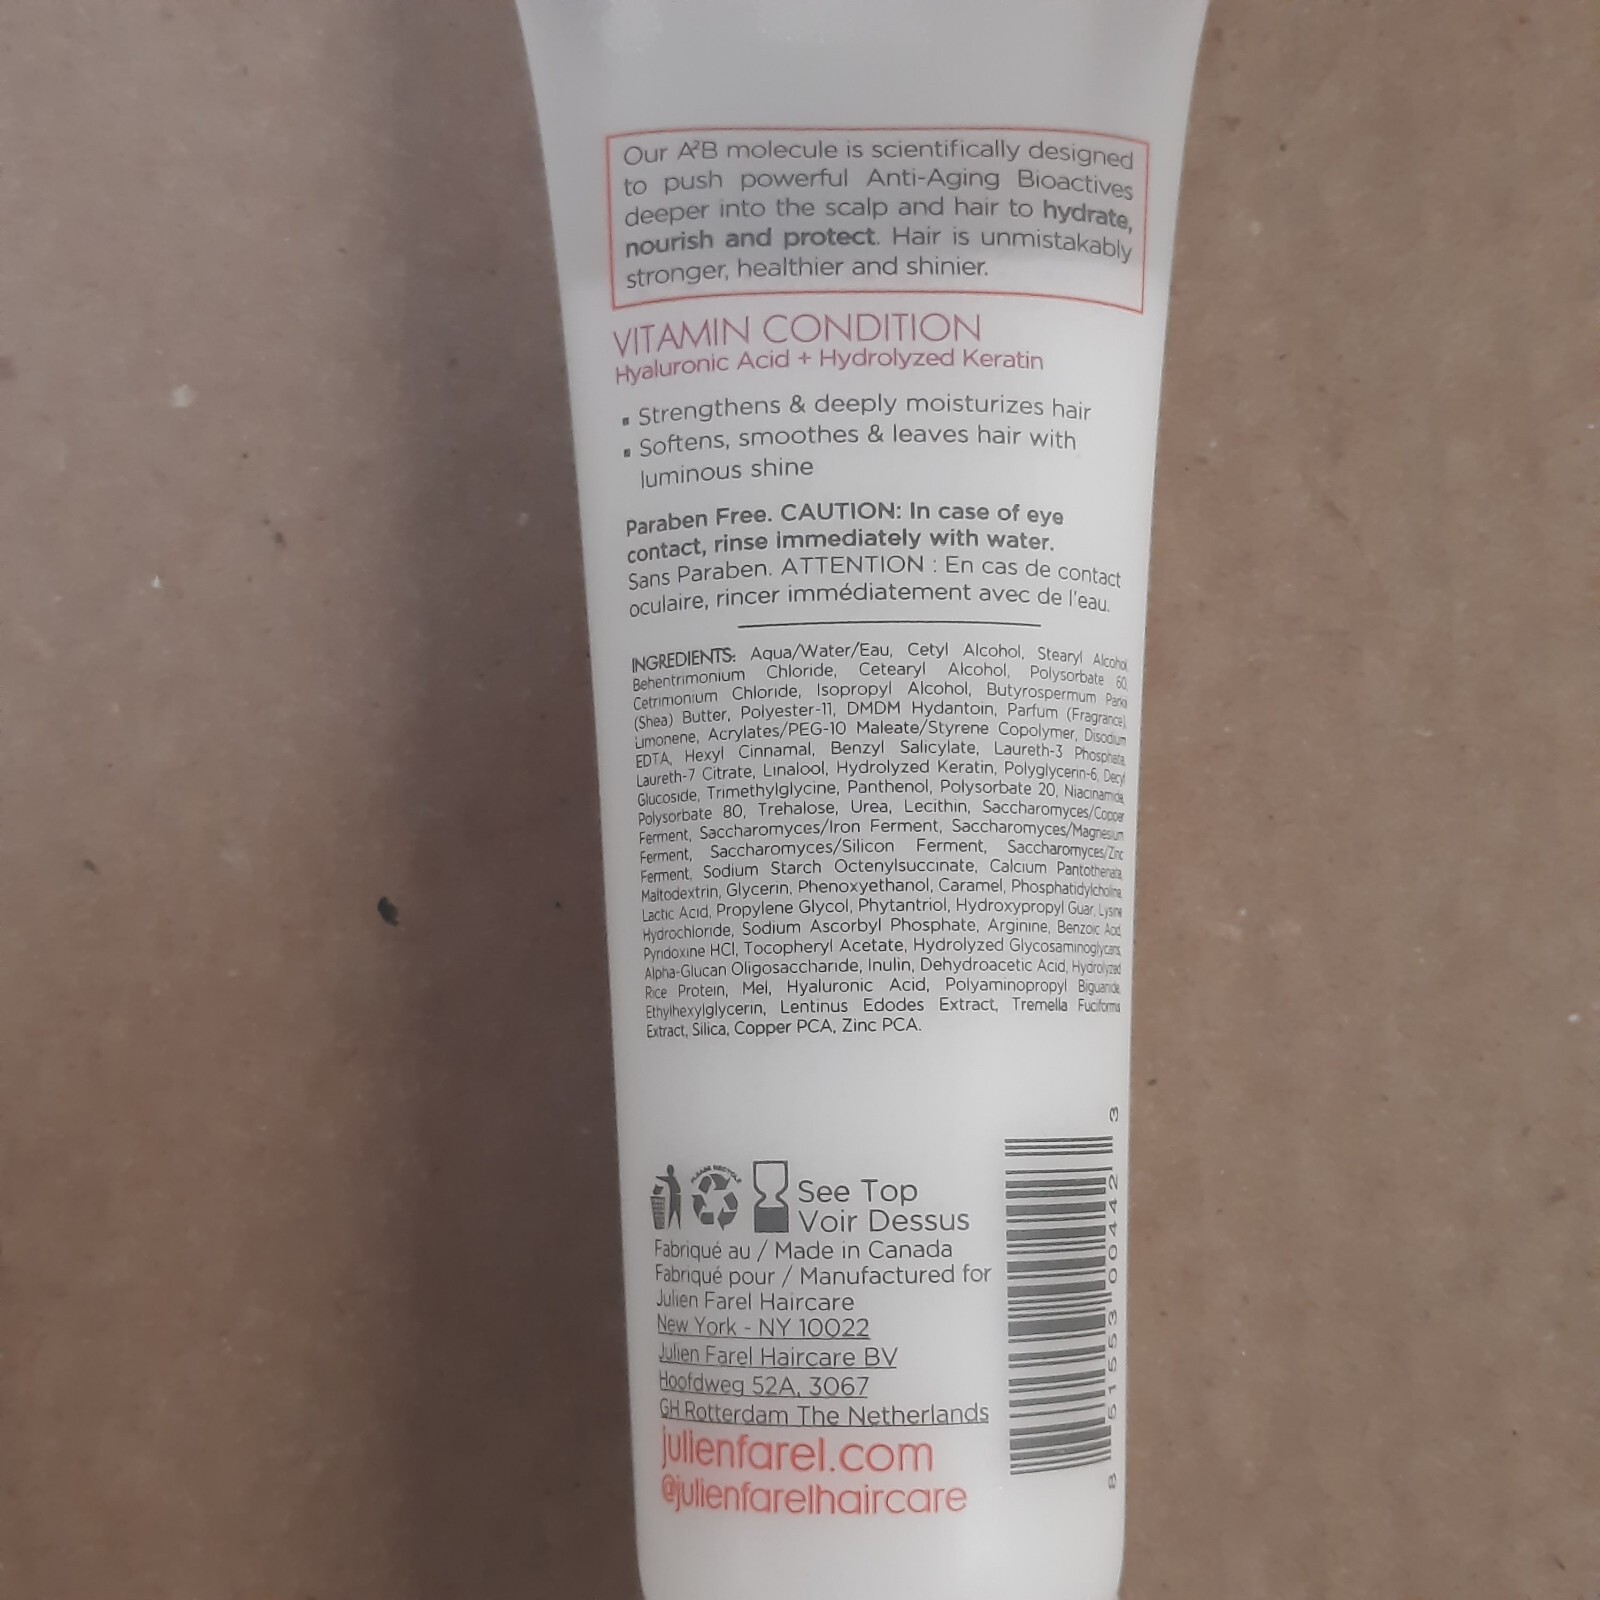 Our A²B molecule is scientifically designed
to push powerful Anti-Aging Bioactives
deeper into the scalp and hair to hydrate,
nourish and protect. Hair is unmistakably
stronger, healthier and shinier.
VITAMIN CONDITION
Hyaluronic Acid + Hydrolyzed Keratin
▪ Strengthens & deeply moisturizes hair
▪ Softens, smoothes & leaves hair with
luminous shine
Paraben Free. CAUTION: In case of eye
contact, rinse immediately with water.
Sans Paraben. ATTENTION : En cas de contact
oculaire, rincer immédiatement avec de l'eau.
INGREDIENTS: Aqua/Water/Eau, Cetyl Alcohol, Stearyl Alcohol,
Behentrimonium Chloride, Cetearyl Alcohol, Polysorbate 60,
Cetrimonium Chloride, Isopropyl Alcohol, Butyrospermum Parkii
(Shea) Butter, Polyester-11, DMDM Hydantoin, Parfum (Fragrance),
Limonene, Acrylates/PEG-10 Maleate/Styrene Copolymer, Disodium
EDTA, Hexyl Cinnamal, Benzyl Salicylate, Laureth-3 Phosphate,
Laureth-7 Citrate, Linalool, Hydrolyzed Keratin, Polyglycerin-6, Decyl
Glucoside, Trimethylglycine, Panthenol, Polysorbate 20, Niacinamide,
Polysorbate 80, Trehalose, Urea, Lecithin, Saccharomyces/Copper
Ferment, Saccharomyces/Iron Ferment, Saccharomyces/Magnesium
Ferment, Saccharomyces/Silicon Ferment, Saccharomyces/Zinc
Ferment, Sodium Starch Octenylsuccinate, Calcium Pantothenate,
Maltodextrin, Glycerin, Phenoxyethanol, Caramel, Phosphatidylcholine,
Lactic Acid, Propylene Glycol, Phytantriol, Hydroxypropyl Guar, Lysine
Hydrochloride, Sodium Ascorbyl Phosphate, Arginine, Benzoic Acid,
Pyridoxine HCl, Tocopheryl Acetate, Hydrolyzed Glycosaminoglycans,
Alpha-Glucan Oligosaccharide, Inulin, Dehydroacetic Acid, Hydrolyzed
Rice Protein, Mel, Hyaluronic Acid, Polyaminopropyl Biguanide,
Ethylhexylglycerin, Lentinus Edodes Extract, Tremella Fuciformis
Extract, Silica, Copper PCA, Zinc PCA.
PLEASE RECYCLE
See Top
Voir Dessus
Fabriqué au / Made in Canada
Fabriqué pour / Manufactured for
Julien Farel Haircare
New York - NY 10022
Julien Farel Haircare BV
Hoofdweg 52A, 3067
GH Rotterdam The Netherlands
julienfarel.com
@julienfarelhaircare
8 51553 00442 3